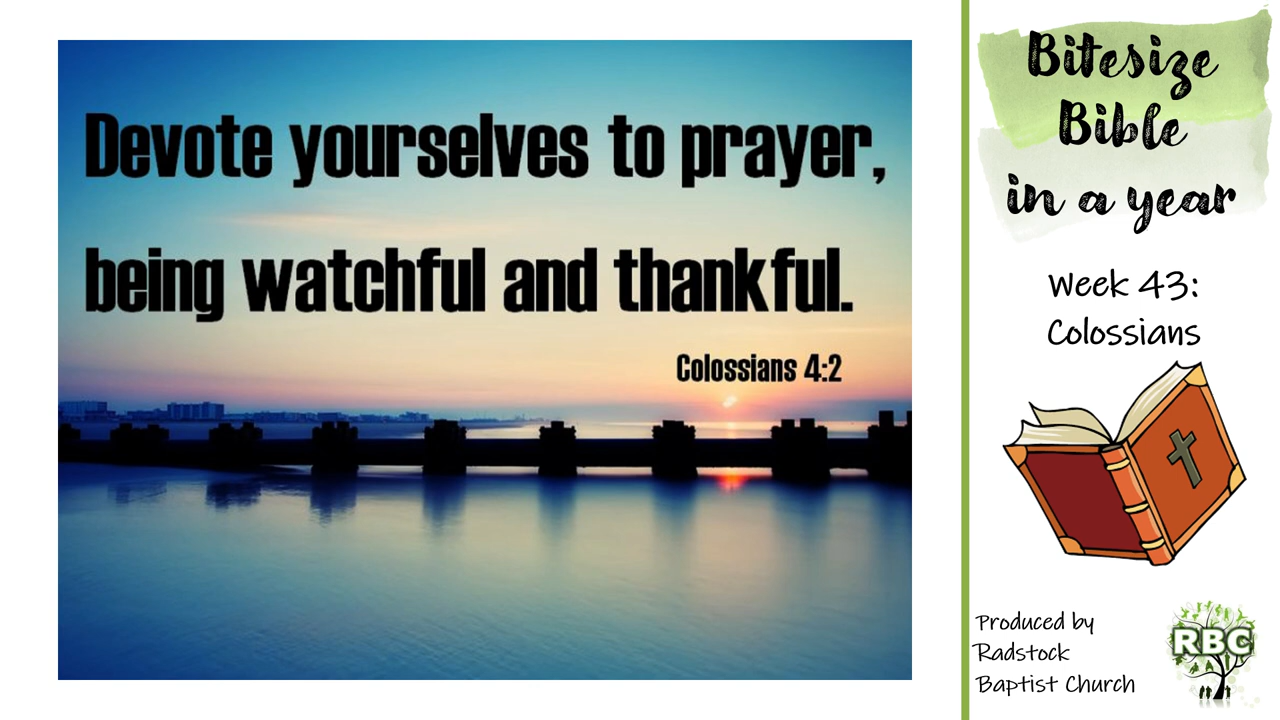 Devote yourselves to prayer,
being watchful and thankful.
Colossians 4:2
Bitesize
Bible
in a year
Week 43:
Colossians
Produced by
Radstock
Baptist Church
RBC